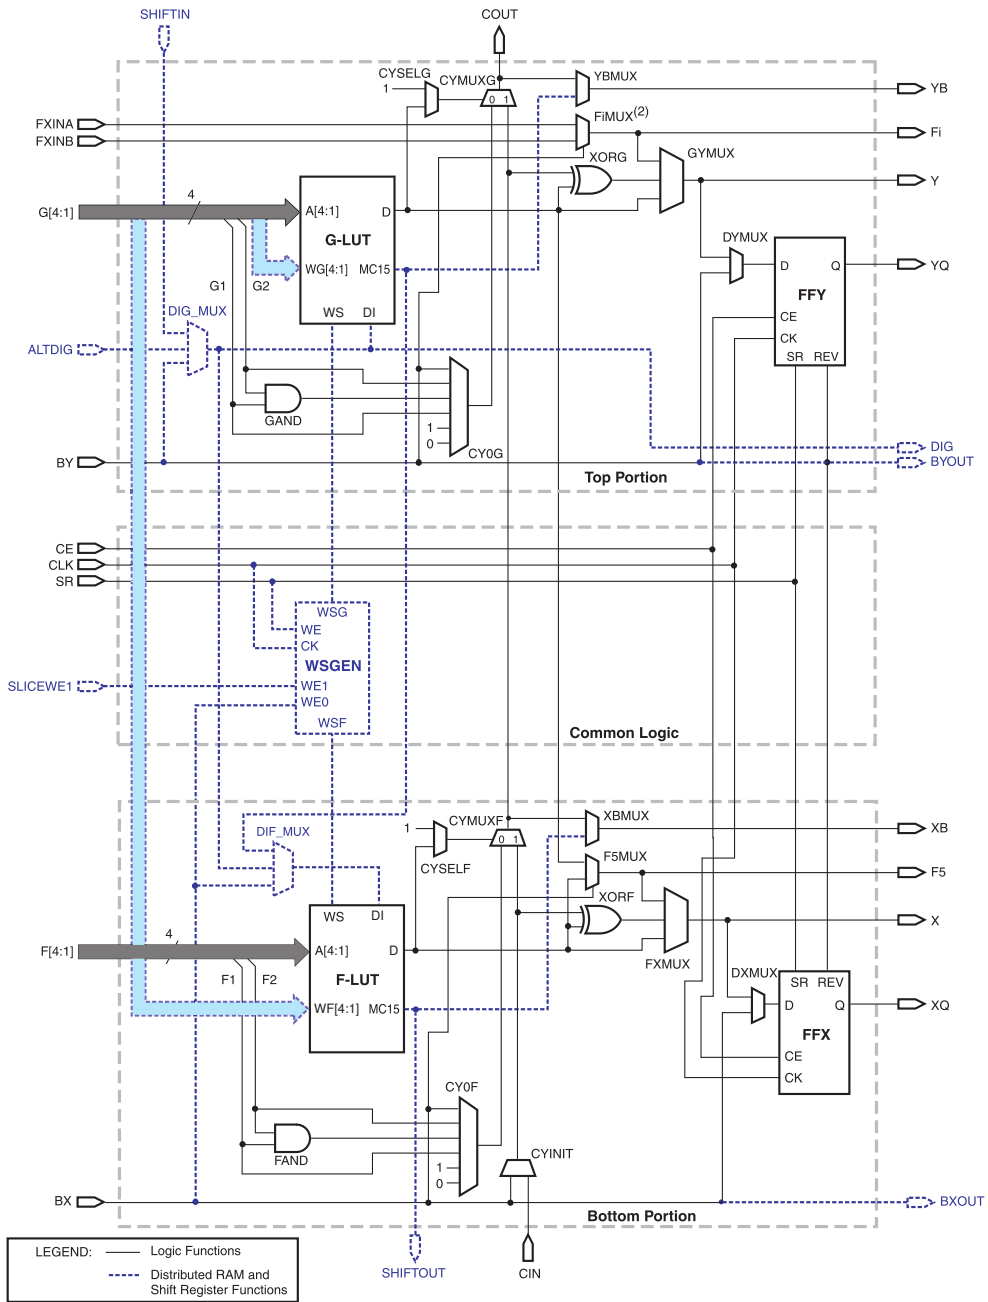 SHIFTIN
COUT
CYSELG
CYMUXG
YBMUX
1
0 1
YB
FXINA
FXINB
FiMUX(2)
Fi
XORG
GYMUX
Y
4
G[4:1]
A[4:1]
D
G-LUT
WG[4:1]
MC15
G1
G2
WS
DI
DYMUX
D
Q
YQ
FFY
CE
CK
SR
REV
DIG_MUX
ALTDIG
GAND
1
0
CY0G
DIG
BY
BYOUT
Top Portion
CE
CLK
SR
WSG
WE
CK
WSGEN
SLICEWE1
WE1
WE0
WSF
Common Logic
CYMUXF
XBMUX
1
0 1
XB
DIF_MUX
CYSELF
F5MUX
F5
XORF
WS
DI
X
4
F[4:1]
A[4:1]
D
F-LUT
FXMUX
F1
F2
WF[4:1]
MC15
DXMUX
SR
REV
D
Q
XQ
FFX
CE
CK
CY0F
FAND
CYINIT
1
0
BX
BXOUT
Bottom Portion
SHIFTOUT
CIN
LEGEND:
Logic Functions
Distributed RAM and
Shift Register Functions